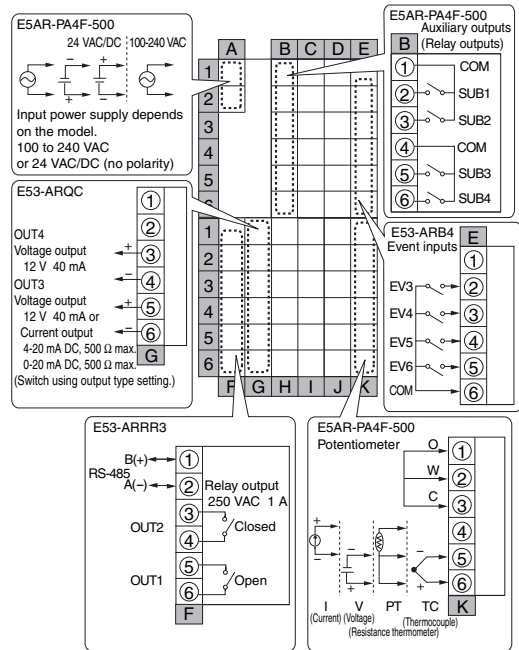 E5AR-PA4F-500
24 VAC/DC 100-240 VAC
Input power supply depends
on the model.
100 to 240 VAC
or 24 VAC/DC (no polarity)
A B C D E
1
2
3
4
5
6
1
2
3
4
5
6
F G H I J K
E5AR-PA4F-500
Auxiliary outputs
(Relay outputs)
B
1 COM
2 SUB1
3 SUB2
4 COM
5 SUB3
6 SUB4
E53-ARQC
1
2
OUT4
Voltage output
12 V 40 mA
+ 3
− 4
OUT3
Voltage output
12 V 40 mA or
Current output
+ 5
− 6
4-20 mA DC, 500 Ω max.
0-20 mA DC, 500 Ω max.
G
(Switch using output type setting.)
E53-ARB4
Event inputs
E
1
EV3 2
EV4 3
EV5 4
EV6 5
COM 6
E53-ARRR3
B(+) 1
RS-485
A(−) 2
Relay output
250 VAC 1 A
OUT2
3
4
Closed
OUT1
5
6
Open
F
E5AR-PA4F-500
Potentiometer
O 1
W 2
C 3
4
5
6
+
−
−
+
−
+
I V PT TC
K
(Current) (Voltage)
(Thermocouple)
(Resistance thermometer)